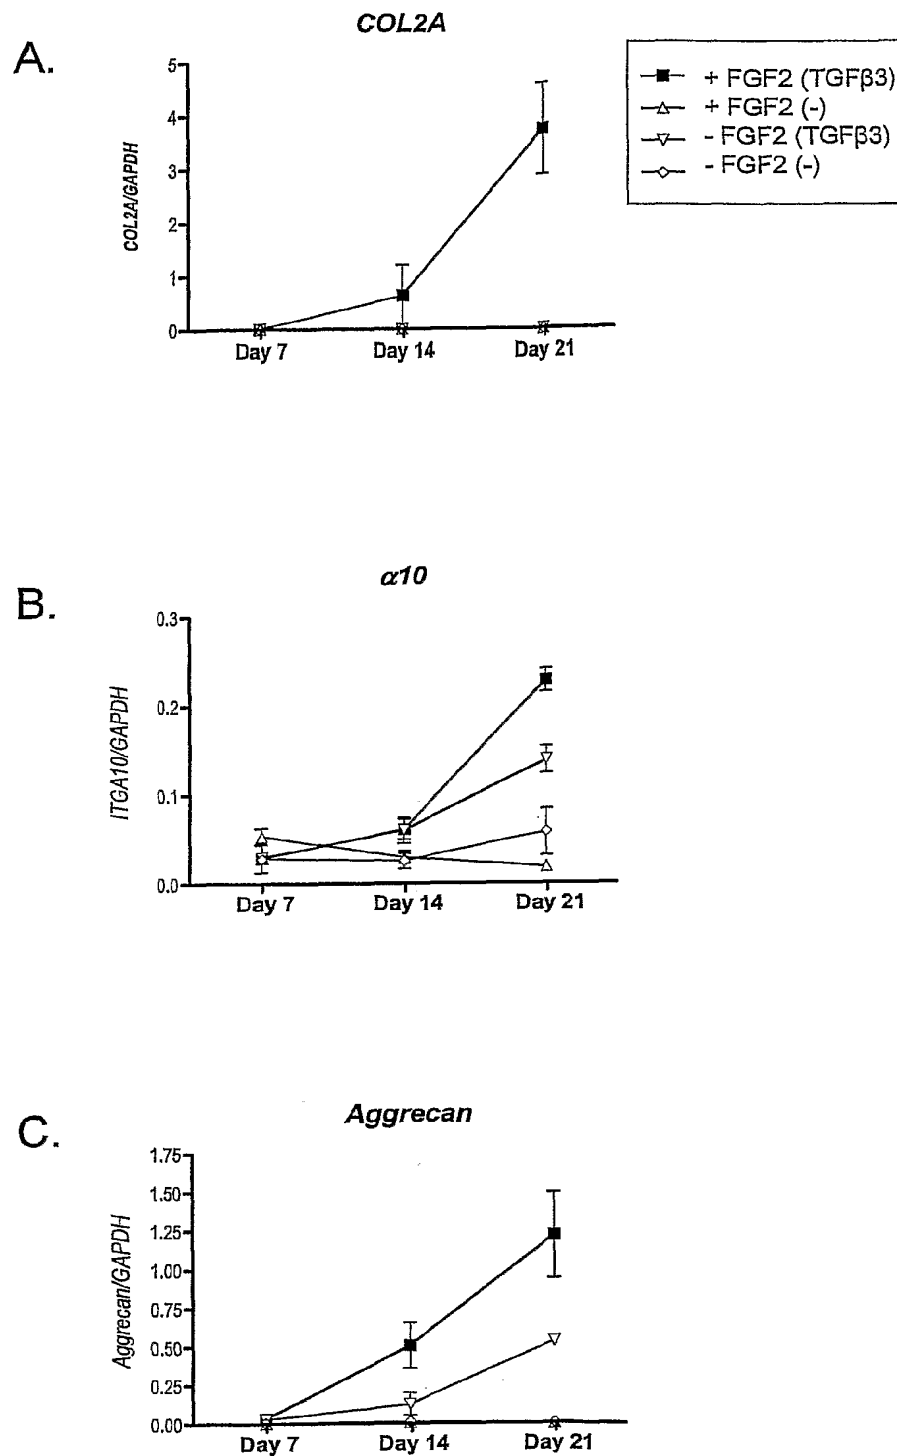 A.
COL2A
COL2A/GAPDH
5
4
3
2
1
0
Day 7 Day 14 Day 21
+ FGF2 (TGFβ3)
+ FGF2 (-)
- FGF2 (TGFβ3)
- FGF2 (-)
B.
α10
ITGA10/GAPDH
0.3
0.2
0.1
0.0
Day 7 Day 14 Day 21
C.
Aggrecan
Aggrecan/GAPDH
1.75
1.50
1.25
1.00
0.75
0.50
0.25
0.00
Day 7 Day 14 Day 21